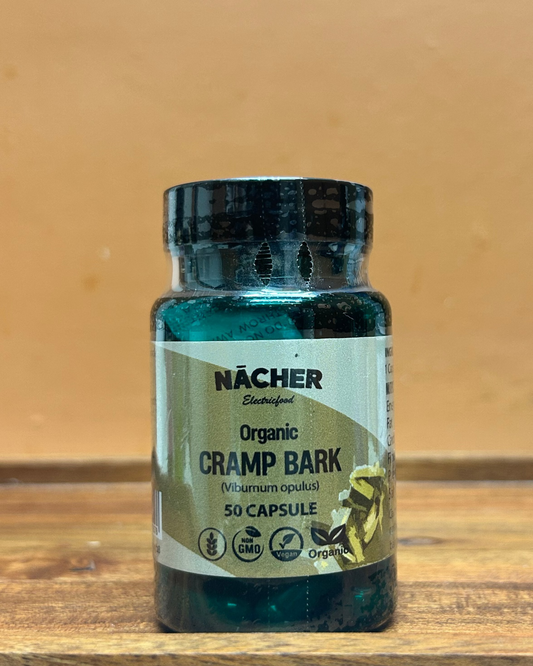 NĀCHER
Electricfood
Organic
CRAMP BARK
(Viburnum opulus)
50 CAPSULE
NON
GMO
Vegan
Organic